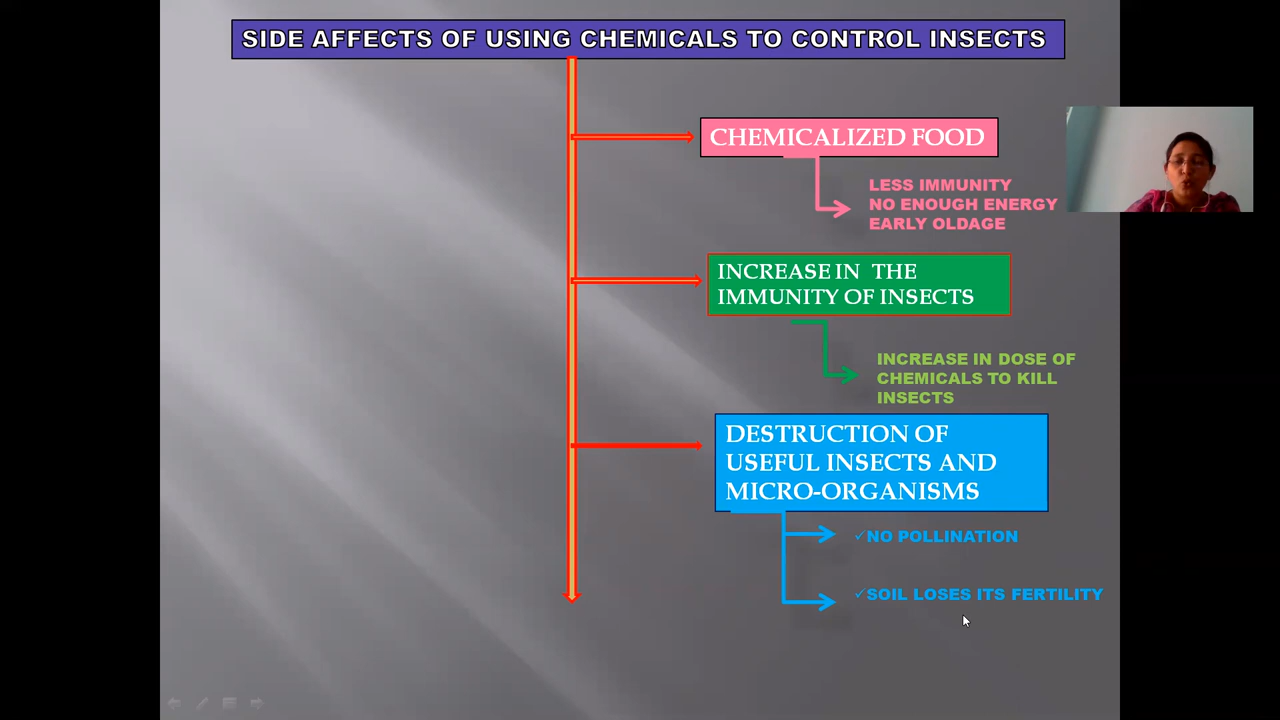 SIDE AFFECTS OF USING CHEMICALS TO CONTROL INSECTS
CHEMICALIZED FOOD
LESS IMMUNITY
NO ENOUGH ENERGY
EARLY OLDAGE
INCREASE IN THE
IMMUNITY OF INSECTS
INCREASE IN DOSE OF
CHEMICALS TO KILL
INSECTS
DESTRUCTION OF
USEFUL INSECTS AND
MICRO-ORGANISMS
✓NO POLLINATION
✓SOIL LOSES ITS FERTILITY